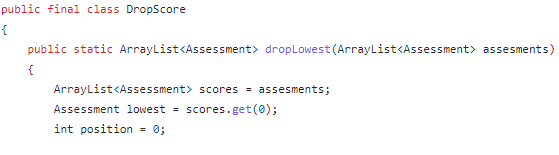 public final class DropScore
{
    public static ArrayList<Assessment> dropLowest(ArrayList<Assessment> assesments)
    {
        ArrayList<Assessment> scores = assesments;
        Assessment lowest = scores.get(0);
        int position = 0;